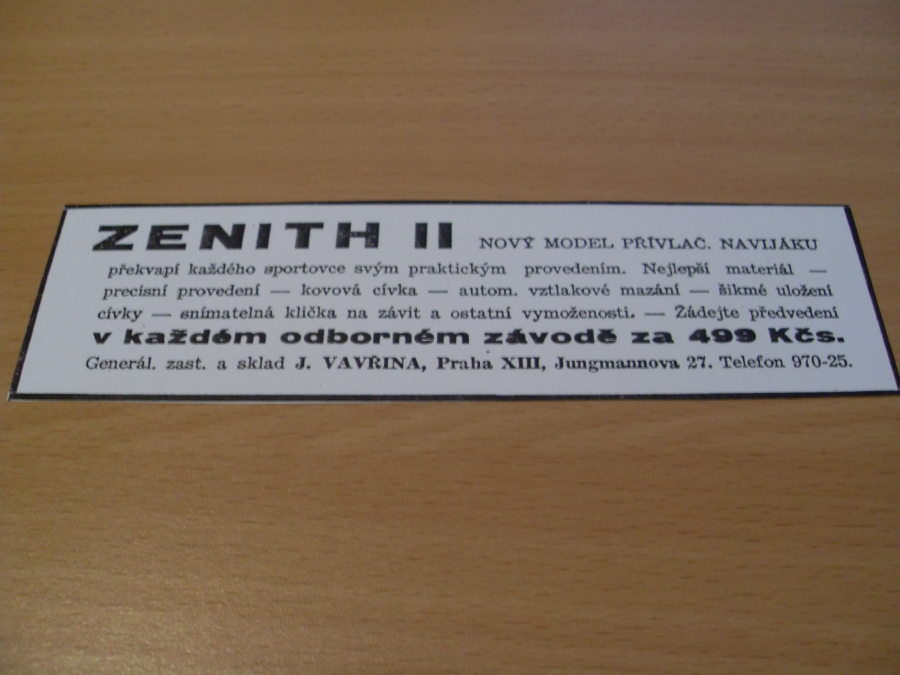 ZENITH II NOVÝ MODEL PŘÍVLAČ. NAVIJÁKU
překvapí každého sportovce svým praktickým provedením. Nejlepší materiál —
precisní provedení — kovová cívka — autom. vztlakové mazání — šikmé uložení
cívky — snímatelná klička na závit a ostatní vymoženosti. — Žádejte předvedení
v každém odborném závodě za 499 Kčs.
Generál. zast. a sklad J. VAVŘINA, Praha XIII, Jungmannova 27. Telefon 970-25.